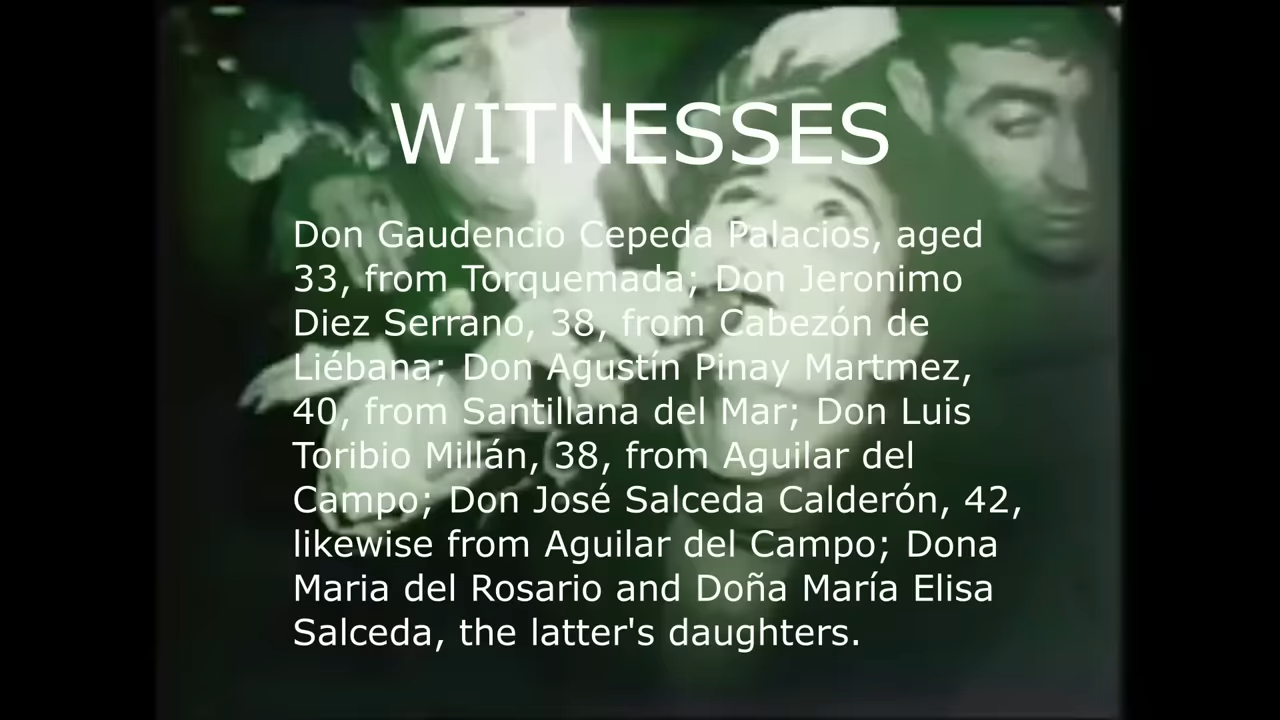 WITNESSES
Don Gaudencio Cepeda Palacios, aged
33, from Torquemada; Don Jeronimo
Diez Serrano, 38, from Cabezón de
Liébana; Don Agustín Pinay Martmez,
40, from Santillana del Mar; Don Luis
Toribio Millán, 38, from Aguilar del
Campo; Don José Salceda Calderón, 42,
likewise from Aguilar del Campo; Dona
Maria del Rosario and Doña María Elisa
Salceda, the latter's daughters.